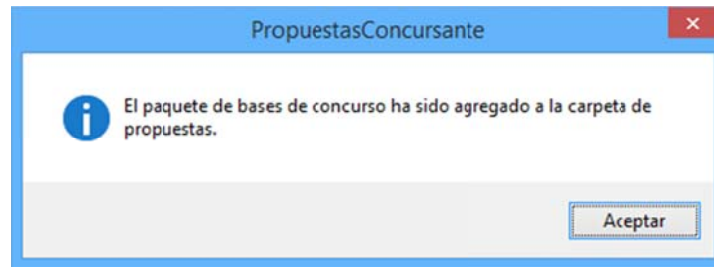 PropuestasConcursante
El paquete de bases de concurso ha sido agregado a la carpeta de
propuestas.
Aceptar